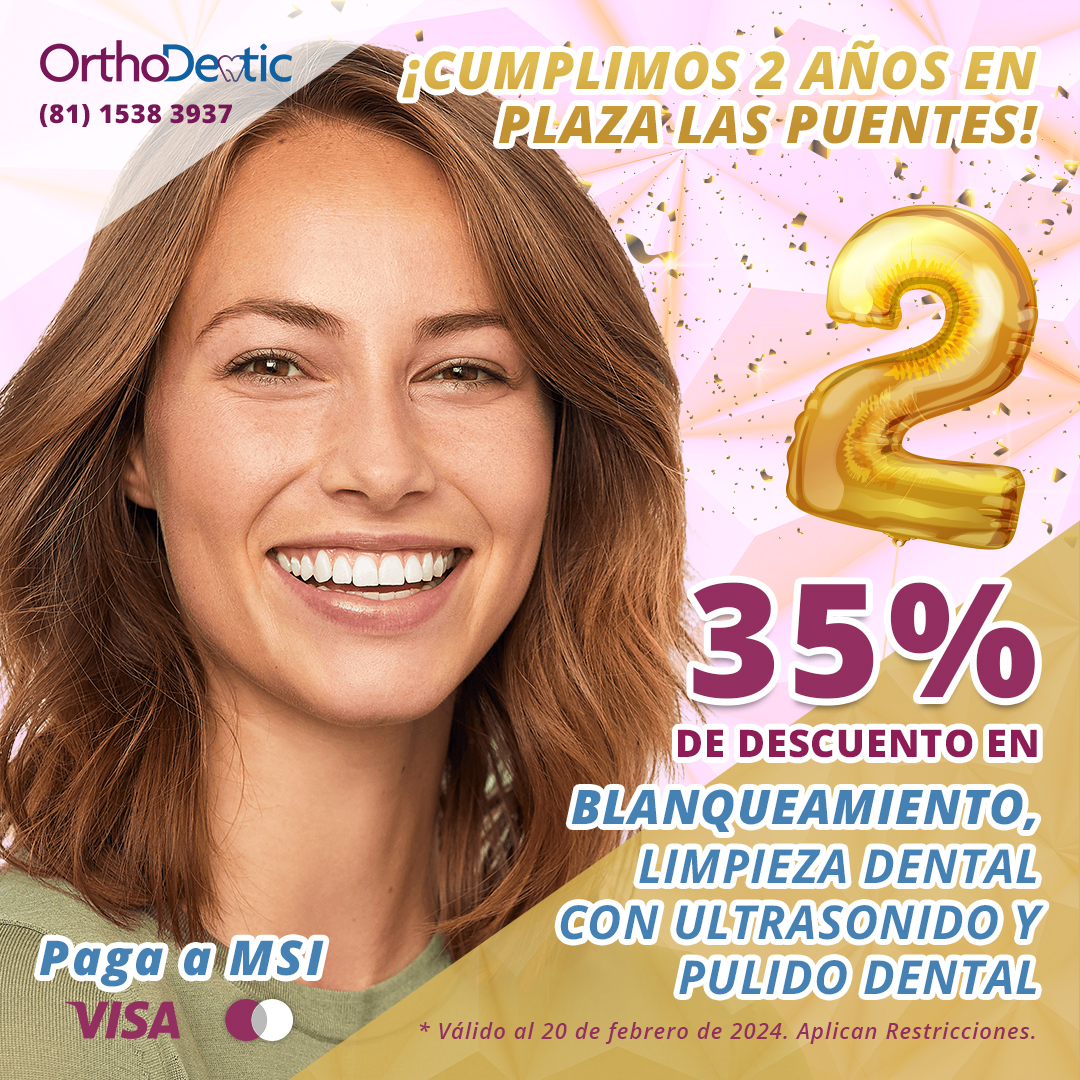 OrthoDentic
(81) 1538 3937
¡CUMPLIMOS 2 AÑOS EN
PLAZA LAS PUENTES!
2
35%
DE DESCUENTO EN
BLANQUEAMIENTO,
LIMPIEZA DENTAL
CON ULTRASONIDO Y
PULIDO DENTAL
Paga a MSI
VISA
* Válido al 20 de febrero de 2024. Aplican Restricciones.